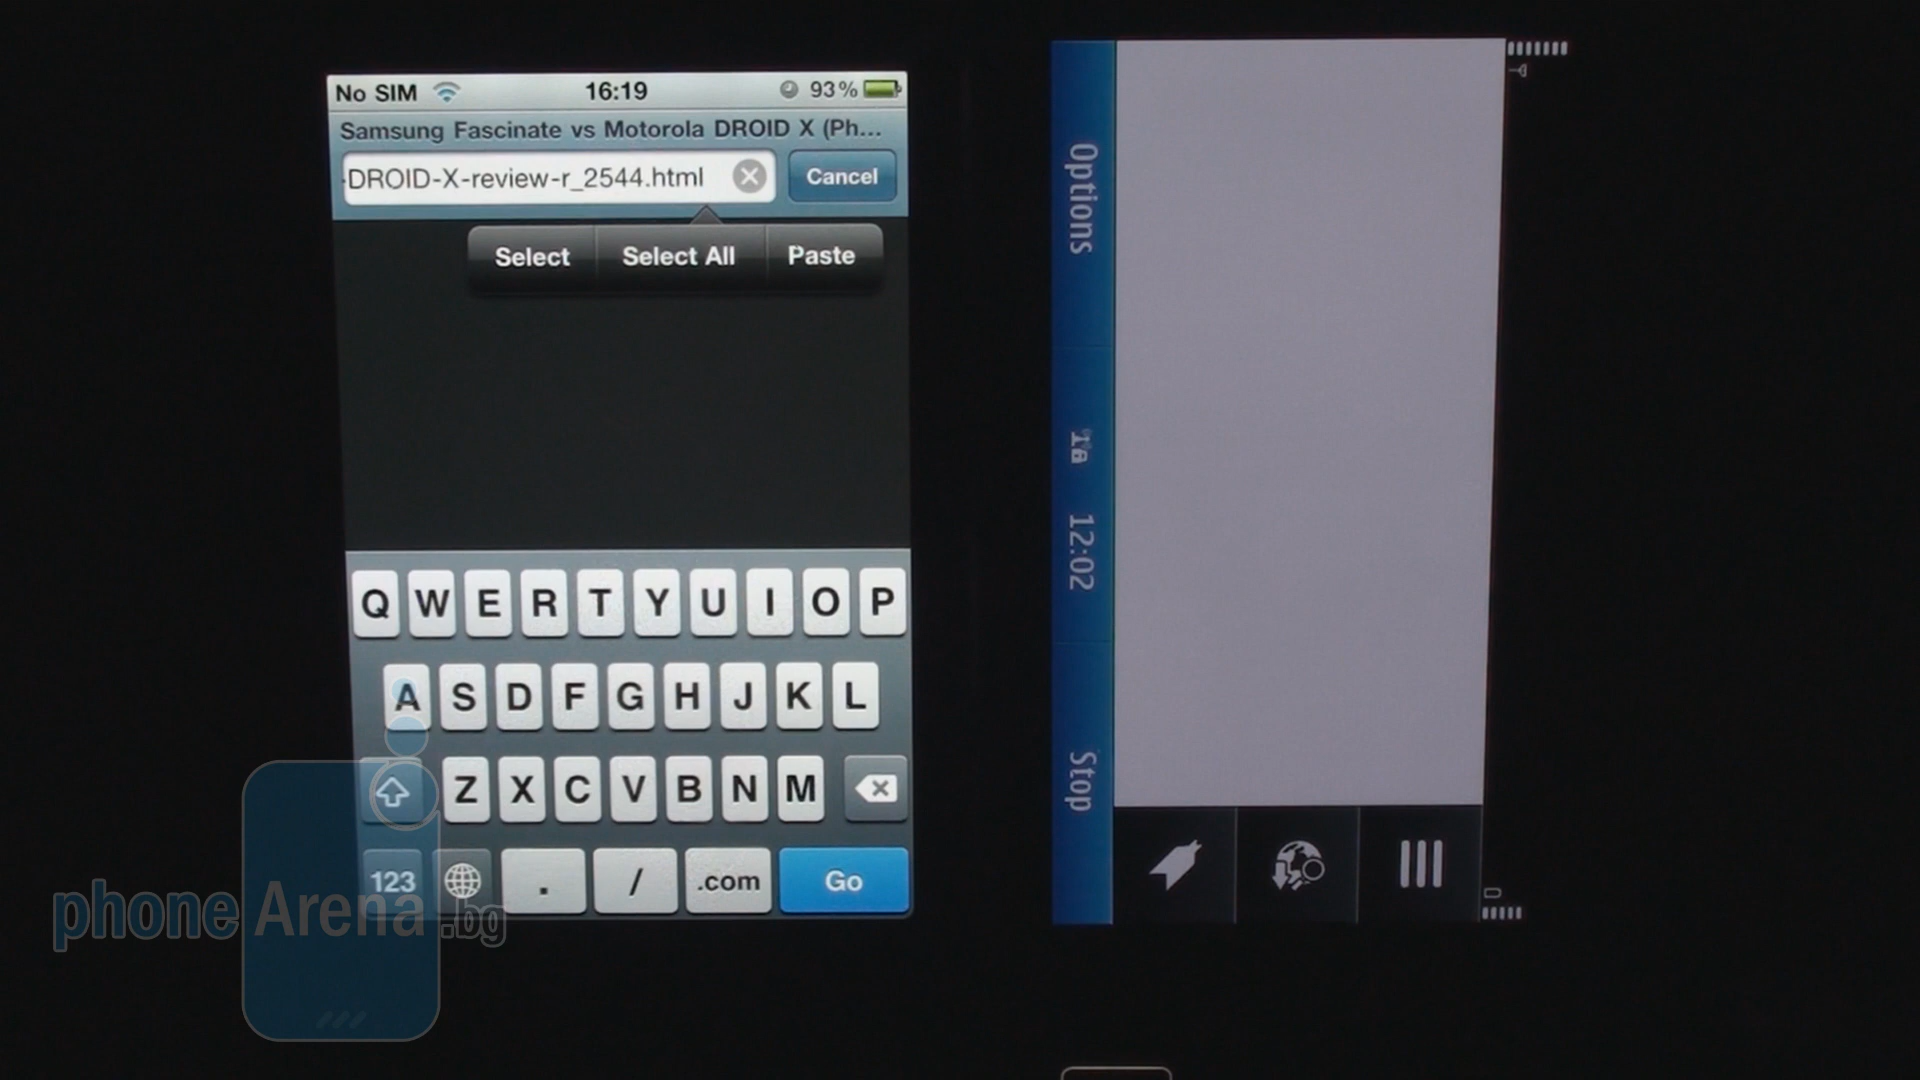 No SIM 16:19 93%
Samsung Fascinate vs Motorola DROID X (Ph...
-DROID-X-review-r_2544.html Cancel
Select Select All Paste
Q W E R T Y U I O P
A S D F G H J K L
Z X C V B N M
123 . / .com Go
phoneArena.bg
Options
12:02
Stop